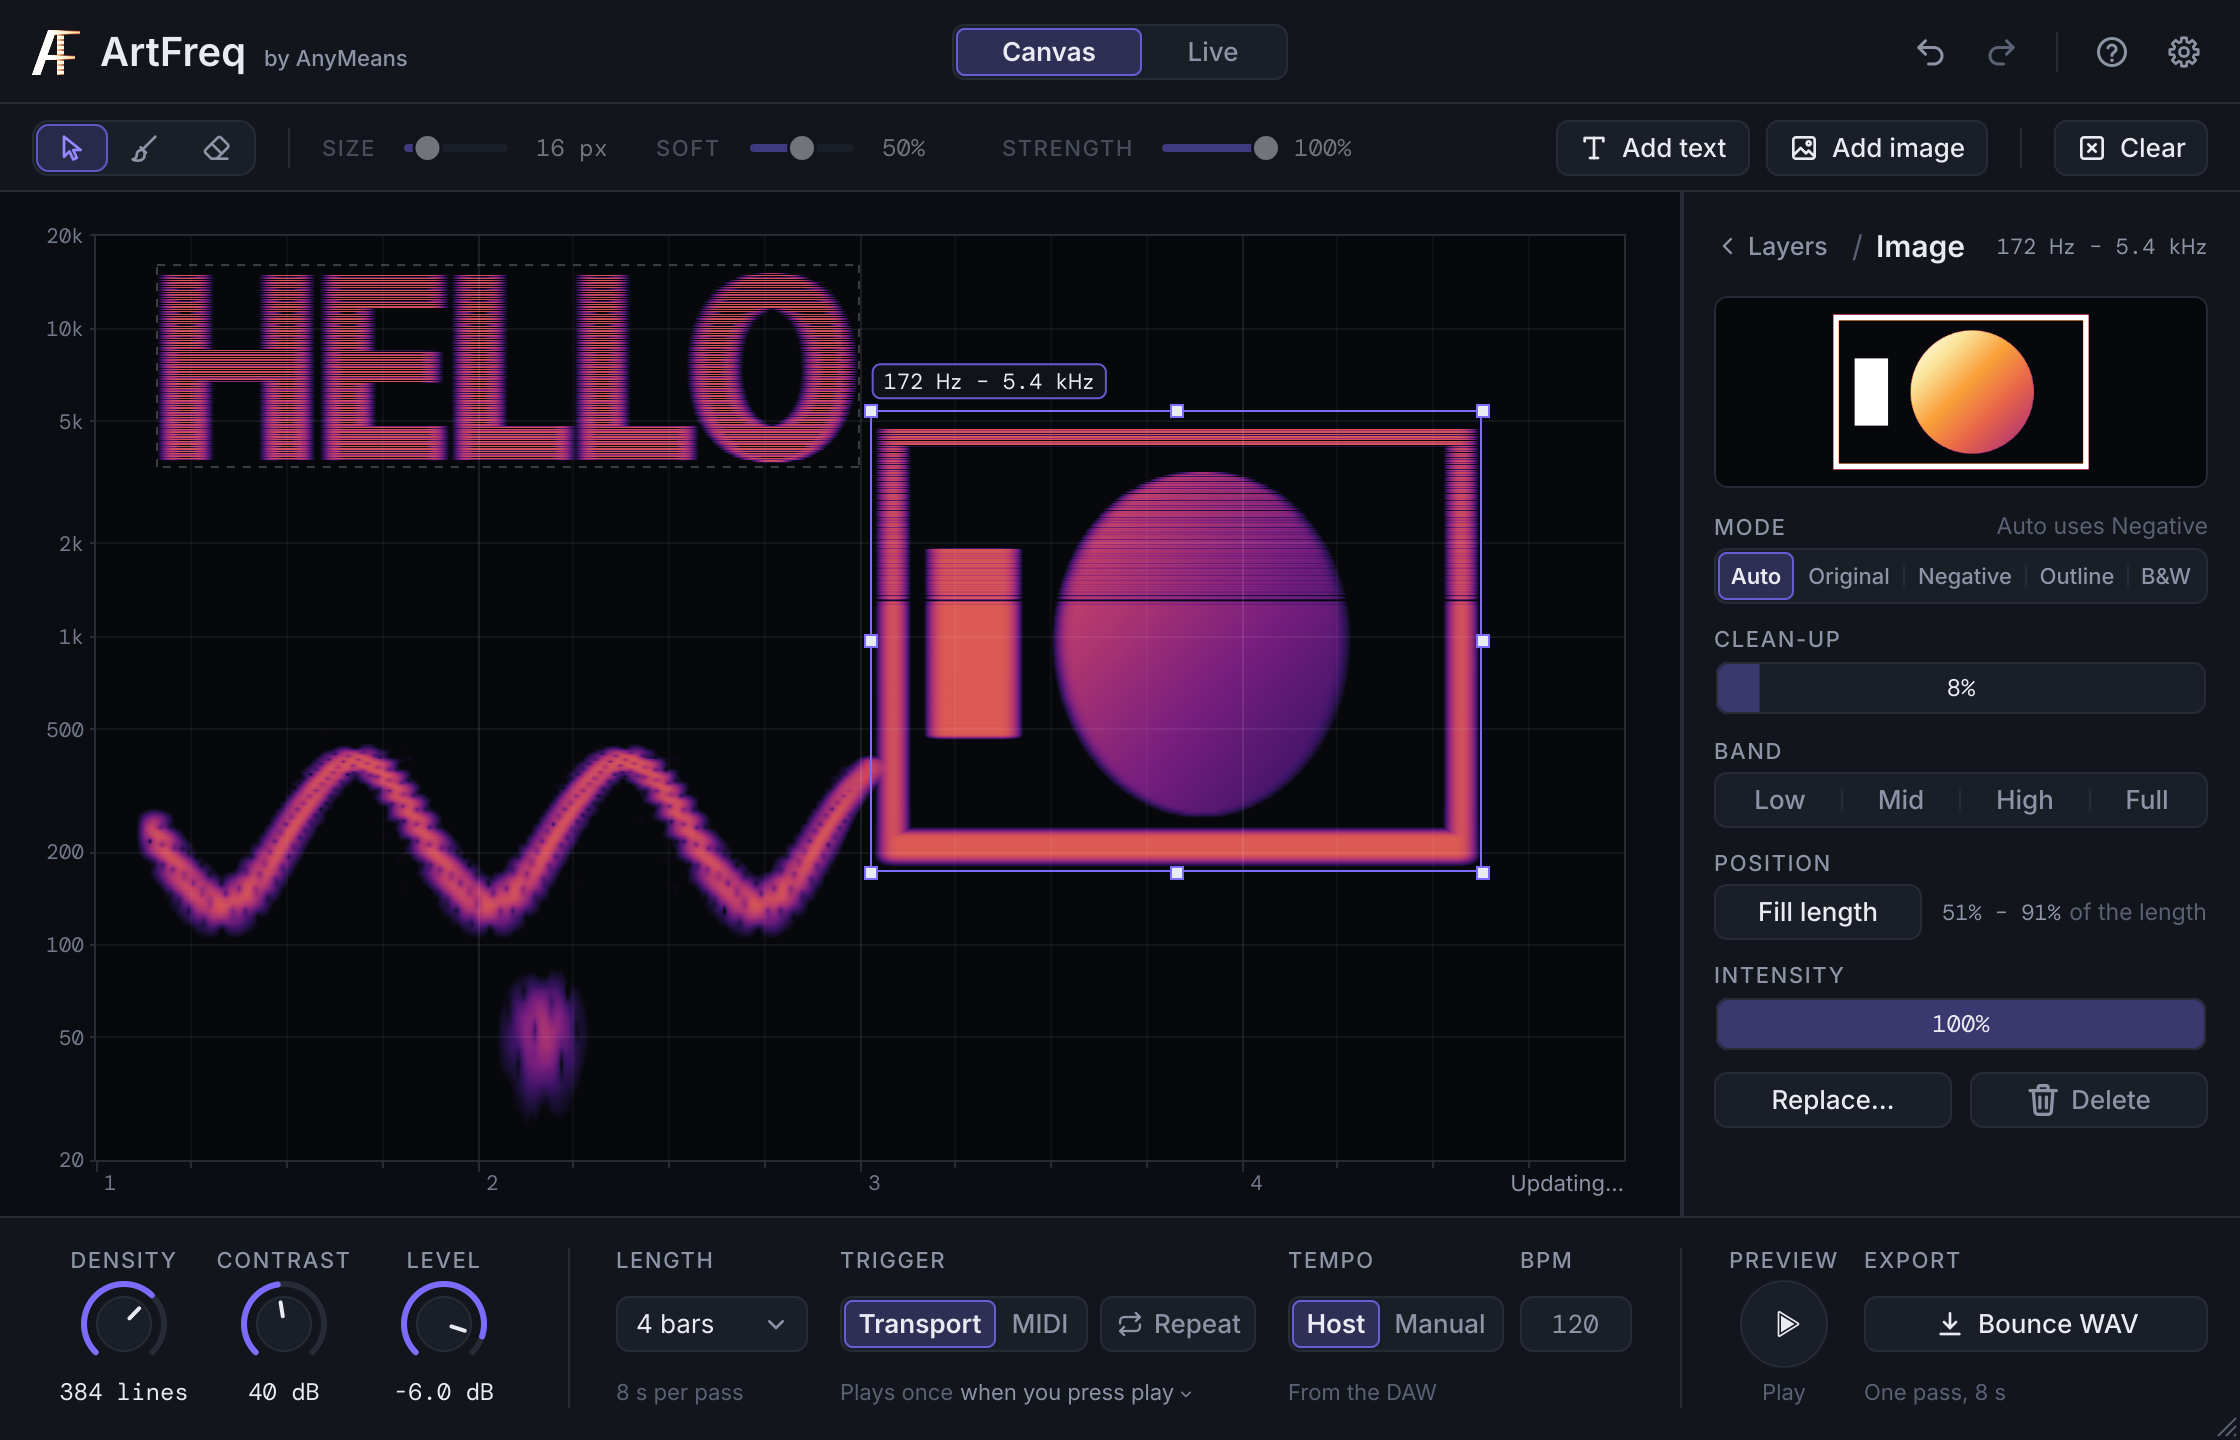 ArtFreq by AnyMeans
Canvas Live
SIZE 16 px SOFT 50% STRENGTH 100%
Add text Add image Clear
20k
10k
5k
2k
1k
500
200
100
50
20
HELLO
172 Hz - 5.4 kHz
1 2 3 4 Updating...
Layers / Image 172 Hz - 5.4 kHz
MODE Auto uses Negative
Auto Original Negative Outline B&W
CLEAN-UP
8%
BAND
Low Mid High Full
POSITION
Fill length 51% - 91% of the length
INTENSITY
100%
Replace... Delete
DENSITY CONTRAST LEVEL
384 lines 40 dB -6.0 dB
LENGTH
4 bars
8 s per pass
TRIGGER
Transport MIDI Repeat
Plays once when you press play
TEMPO BPM
Host Manual 120
From the DAW
PREVIEW
Play
EXPORT
Bounce WAV
One pass, 8 s